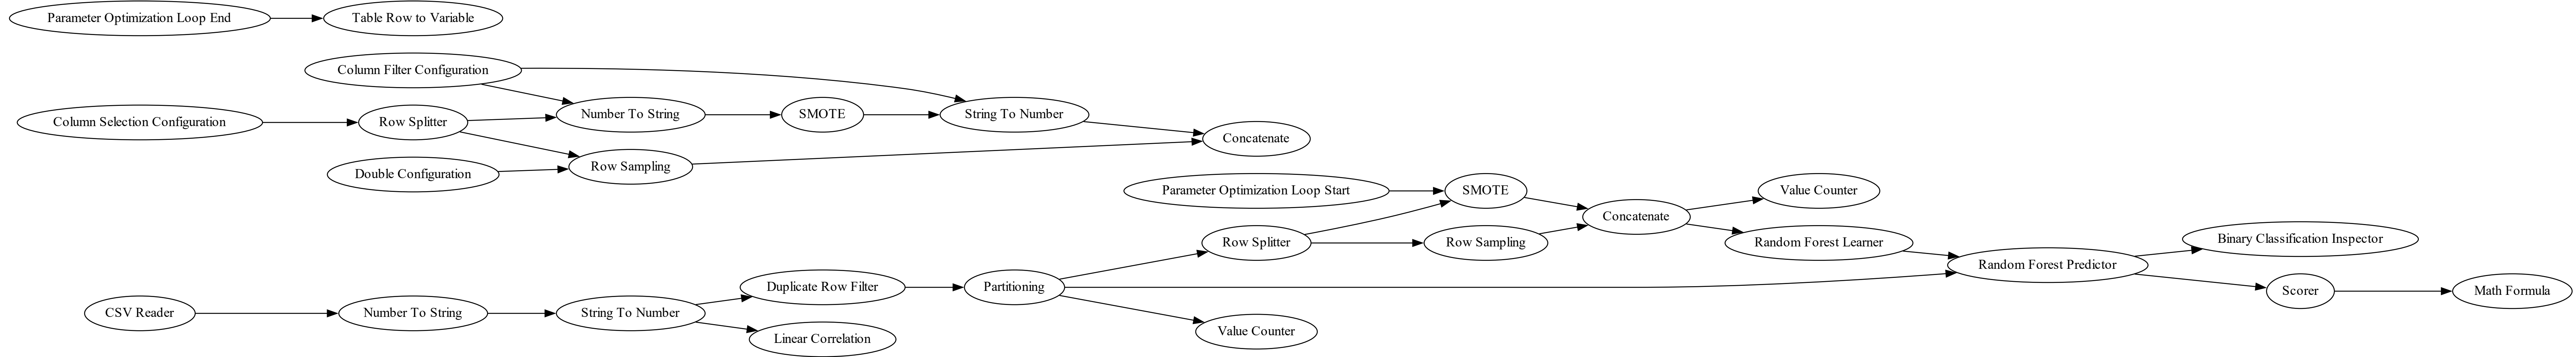 Parameter Optimization Loop End
Table Row to Variable
Column Filter Configuration
Column Selection Configuration
Row Splitter
Number To String
SMOTE
String To Number
Concatenate
Double Configuration
Row Sampling
Parameter Optimization Loop Start
SMOTE
Value Counter
Row Splitter
Row Sampling
Concatenate
Random Forest Learner
Binary Classification Inspector
Random Forest Predictor
CSV Reader
Number To String
String To Number
Duplicate Row Filter
Partitioning
Scorer
Math Formula
Linear Correlation
Value Counter